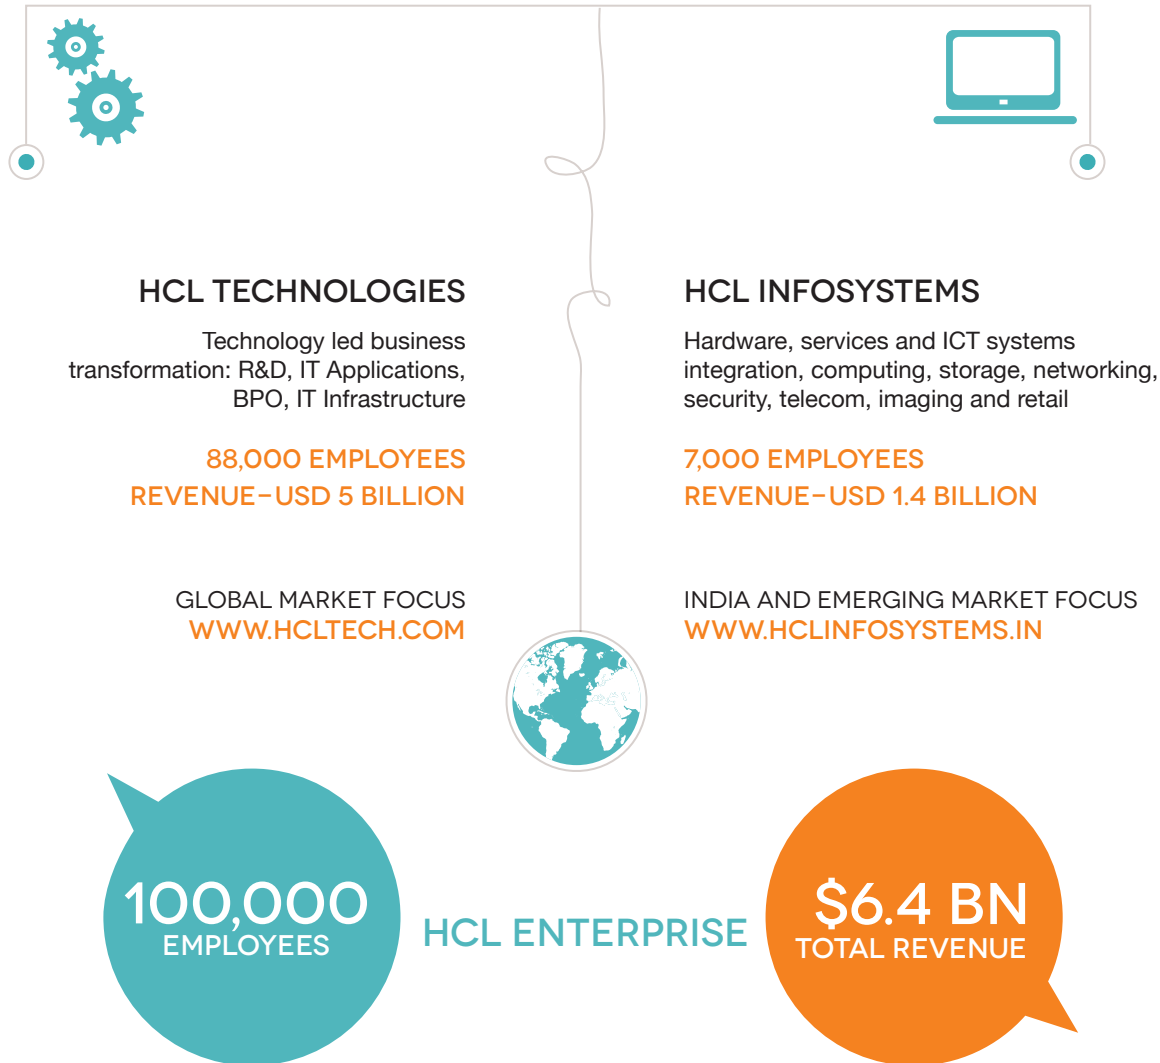 HCL TECHNOLOGIES
Technology led business
transformation: R&D, IT Applications,
BPO, IT Infrastructure
88,000 EMPLOYEES
REVENUE–USD 5 BILLION
GLOBAL MARKET FOCUS
WWW.HCLTECH.COM
HCL INFOSYSTEMS
Hardware, services and ICT systems
integration, computing, storage, networking,
security, telecom, imaging and retail
7,000 EMPLOYEES
REVENUE–USD 1.4 BILLION
INDIA AND EMERGING MARKET FOCUS
WWW.HCLINFOSYSTEMS.IN
100,000
EMPLOYEES
HCL ENTERPRISE
$6.4 BN
TOTAL REVENUE